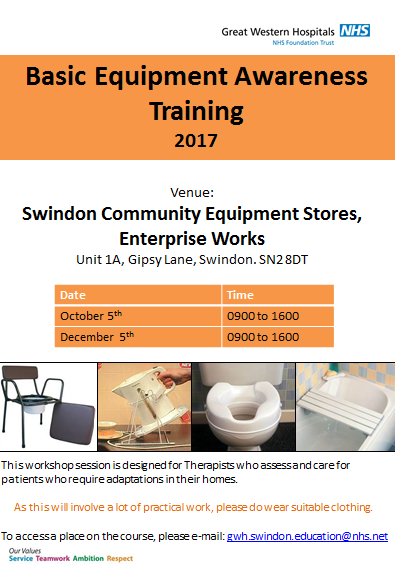 Great Western Hospitals NHS
NHS Foundation Trust
Basic Equipment Awareness
Training
2017
Venue:
Swindon Community Equipment Stores,
Enterprise Works
Unit 1A, Gipsy Lane, Swindon. SN2 8DT
Date Time
October 5th 0900 to 1600
December 5th 0900 to 1600
This workshop session is designed for Therapists who assess and care for
patients who require adaptations in their homes.
As this will involve a lot of practical work, please do wear suitable clothing.
To access a place on the course, please e-mail: gwh.swindon.education@nhs.net
Our Values
Service Teamwork Ambition Respect